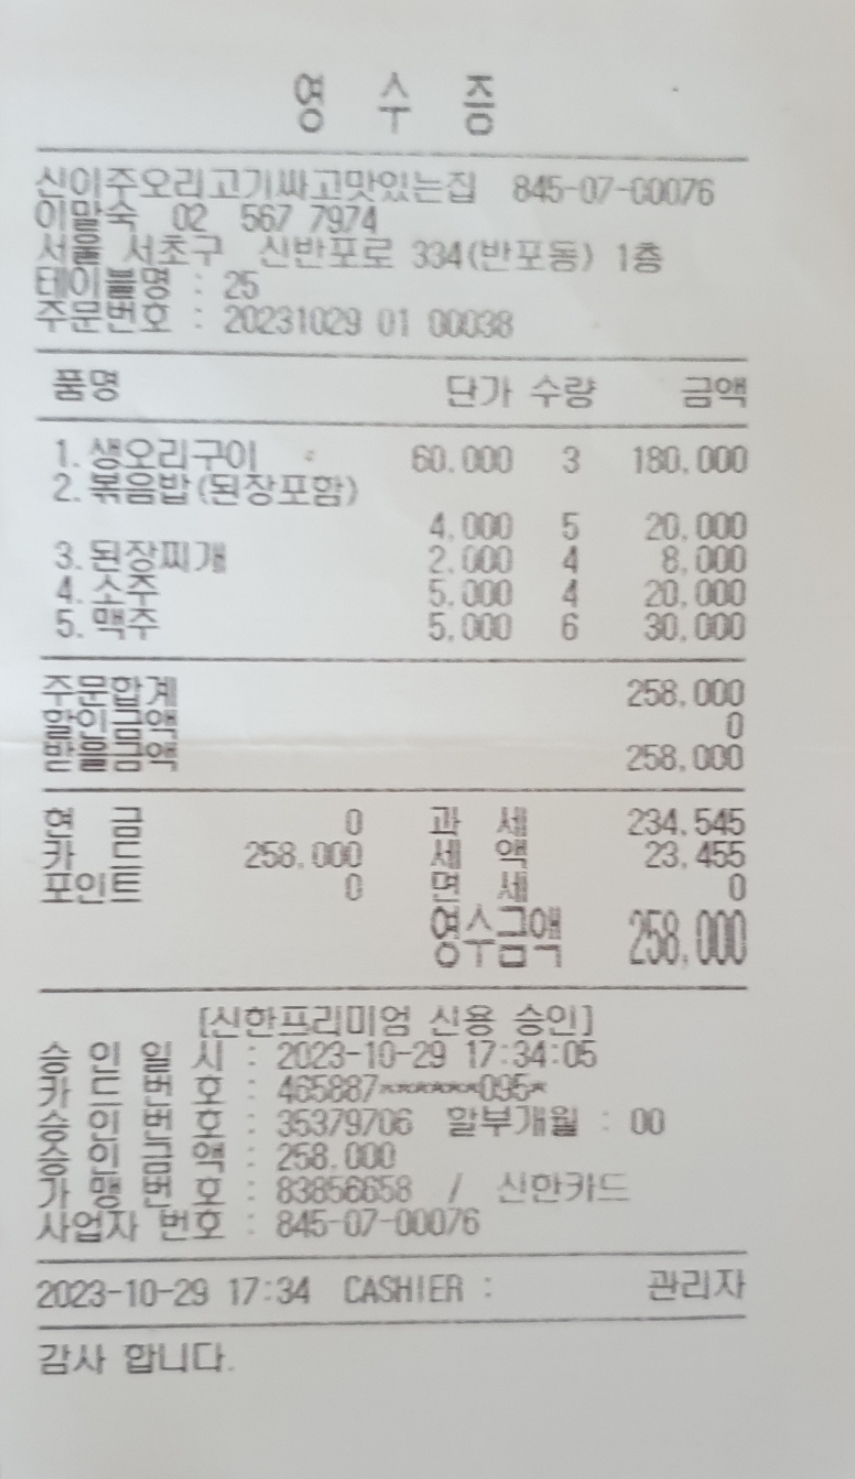 영 수 증
신이주오리고기싸고맛있는집 845-07-00076
이말숙 02 567 7974
서울 서초구 신반포로 334(반포동) 1층
테이블명 : 25
주문번호 : 20231029 01 00038
품명 단가 수량 금액
1. 생오리구이 60,000 3 180,000
2. 볶음밥(된장포함)
4,000 5 20,000
3. 된장찌개 2,000 4 8,000
4. 소주 5,000 4 20,000
5. 맥주 5,000 6 30,000
주문합계 258,000
할인금액 0
받을금액 258,000
현 금 0 과 세 234,545
카 드 258,000 세 액 23,455
포인트 0 면 세 0
영수금액 258,000
[신한프리미엄 신용 승인]
승 인 일 시 : 2023-10-29 17:34:05
카 드 번 호 : 465887******095*
승 인 번 호 : 35379706 할부개월 : 00
승 인 금 액 : 258,000
가 맹 번 호 : 83856658 / 신한카드
사업자 번호 : 845-07-00076
2023-10-29 17:34 CASHIER : 관리자
감사 합니다.